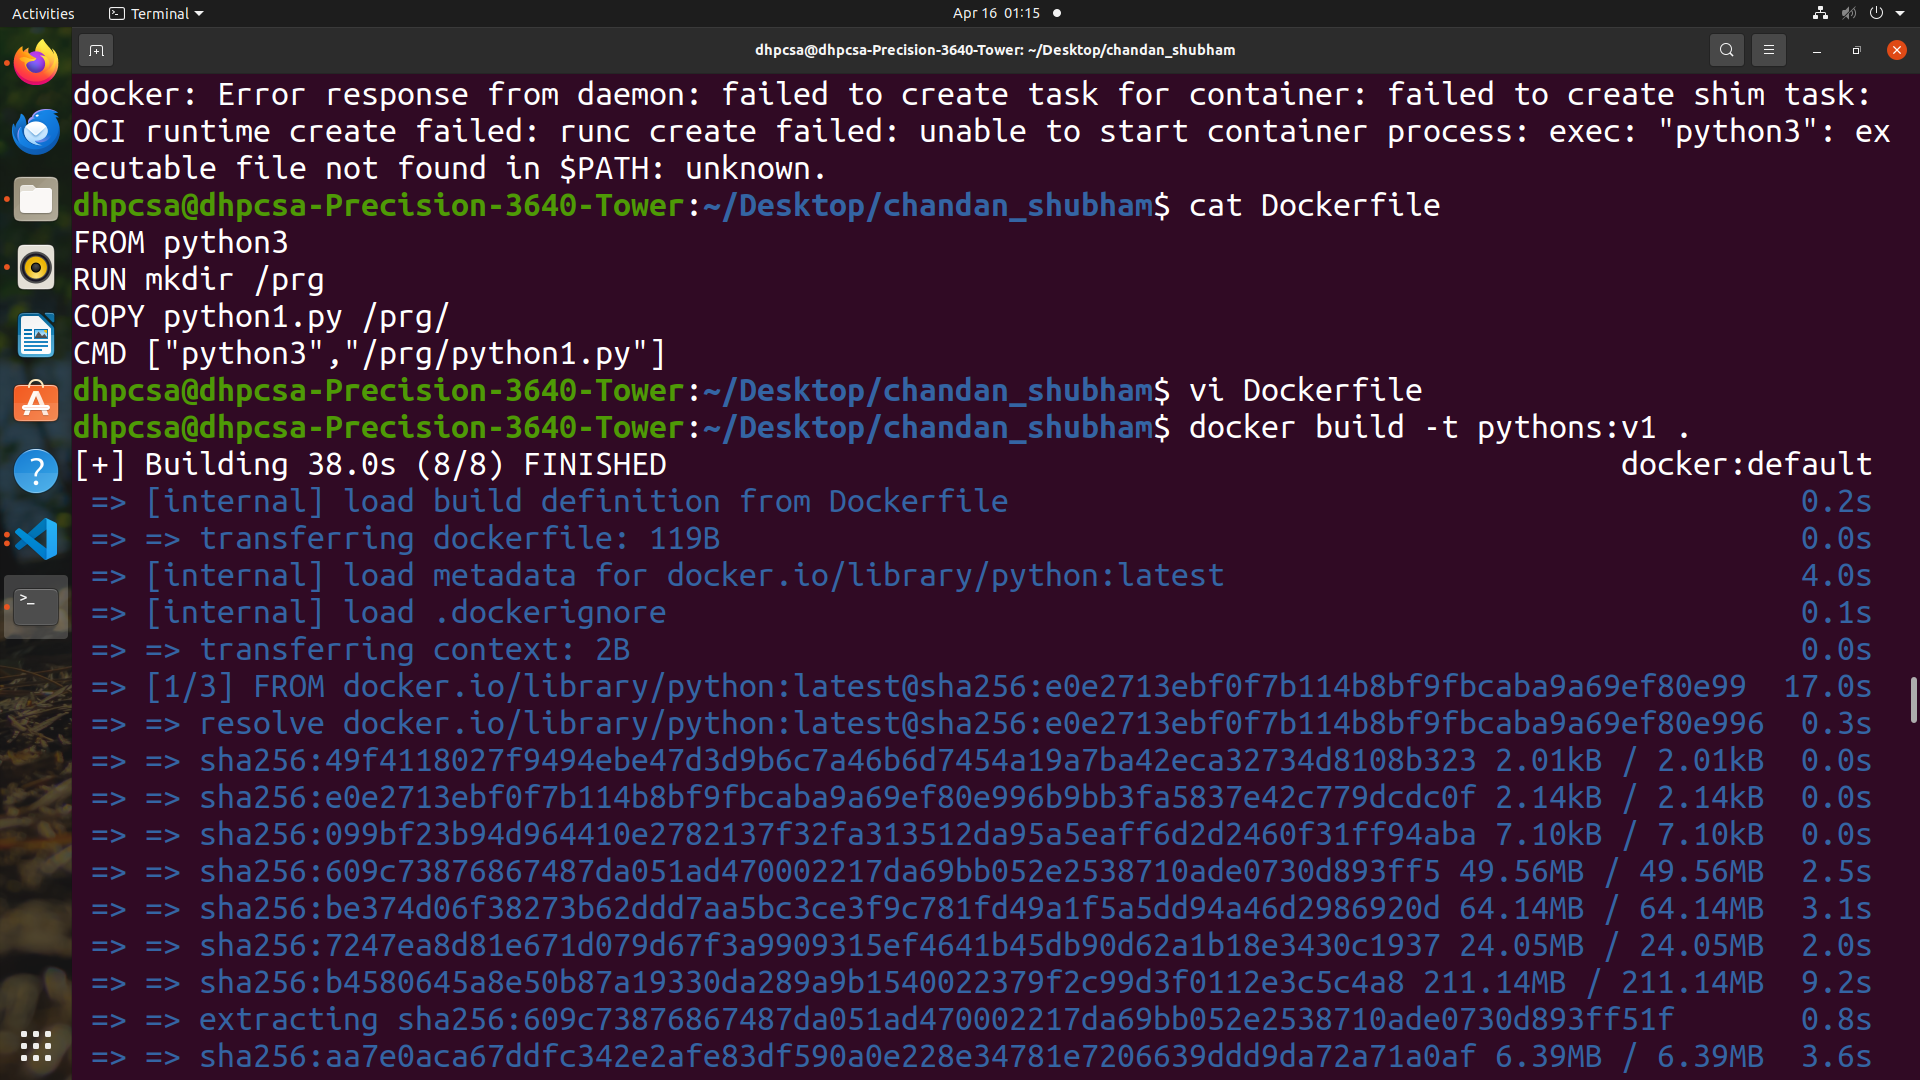 Activities Terminal Apr 16 01:15
dhpcsa@dhpcsa-Precision-3640-Tower: ~/Desktop/chandan_shubham
docker: Error response from daemon: failed to create task for container: failed to create shim task:
OCI runtime create failed: runc create failed: unable to start container process: exec: "python3": ex
ecutable file not found in $PATH: unknown.
dhpcsa@dhpcsa-Precision-3640-Tower:~/Desktop/chandan_shubham$ cat Dockerfile
FROM python3
RUN mkdir /prg
COPY python1.py /prg/
CMD ["python3","/prg/python1.py"]
dhpcsa@dhpcsa-Precision-3640-Tower:~/Desktop/chandan_shubham$ vi Dockerfile
dhpcsa@dhpcsa-Precision-3640-Tower:~/Desktop/chandan_shubham$ docker build -t pythons:v1 .
[+] Building 38.0s (8/8) FINISHED docker:default
=> [internal] load build definition from Dockerfile 0.2s
=> => transferring dockerfile: 119B 0.0s
=> [internal] load metadata for docker.io/library/python:latest 4.0s
=> [internal] load .dockerignore 0.1s
=> => transferring context: 2B 0.0s
=> [1/3] FROM docker.io/library/python:latest@sha256:e0e2713ebf0f7b114b8bf9fbcaba9a69ef80e99 17.0s
=> => resolve docker.io/library/python:latest@sha256:e0e2713ebf0f7b114b8bf9fbcaba9a69ef80e996 0.3s
=> => sha256:49f4118027f9494ebe47d3d9b6c7a46b6d7454a19a7ba42eca32734d8108b323 2.01kB / 2.01kB 0.0s
=> => sha256:e0e2713ebf0f7b114b8bf9fbcaba9a69ef80e996b9bb3fa5837e42c779dcdc0f 2.14kB / 2.14kB 0.0s
=> => sha256:099bf23b94d964410e2782137f32fa313512da95a5eaff6d2d2460f31ff94aba 7.10kB / 7.10kB 0.0s
=> => sha256:609c73876867487da051ad470002217da69bb052e2538710ade0730d893ff5 49.56MB / 49.56MB 2.5s
=> => sha256:be374d06f38273b62ddd7aa5bc3ce3f9c781fd49a1f5a5dd94a46d2986920d 64.14MB / 64.14MB 3.1s
=> => sha256:7247ea8d81e671d079d67f3a9909315ef4641b45db90d62a1b18e3430c1937 24.05MB / 24.05MB 2.0s
=> => sha256:b4580645a8e50b87a19330da289a9b1540022379f2c99d3f0112e3c5c4a8 211.14MB / 211.14MB 9.2s
=> => extracting sha256:609c73876867487da051ad470002217da69bb052e2538710ade0730d893ff51f 0.8s
=> => sha256:aa7e0aca67ddfc342e2afe83df590a0e228e34781e7206639ddd9da72a71a0af 6.39MB / 6.39MB 3.6s